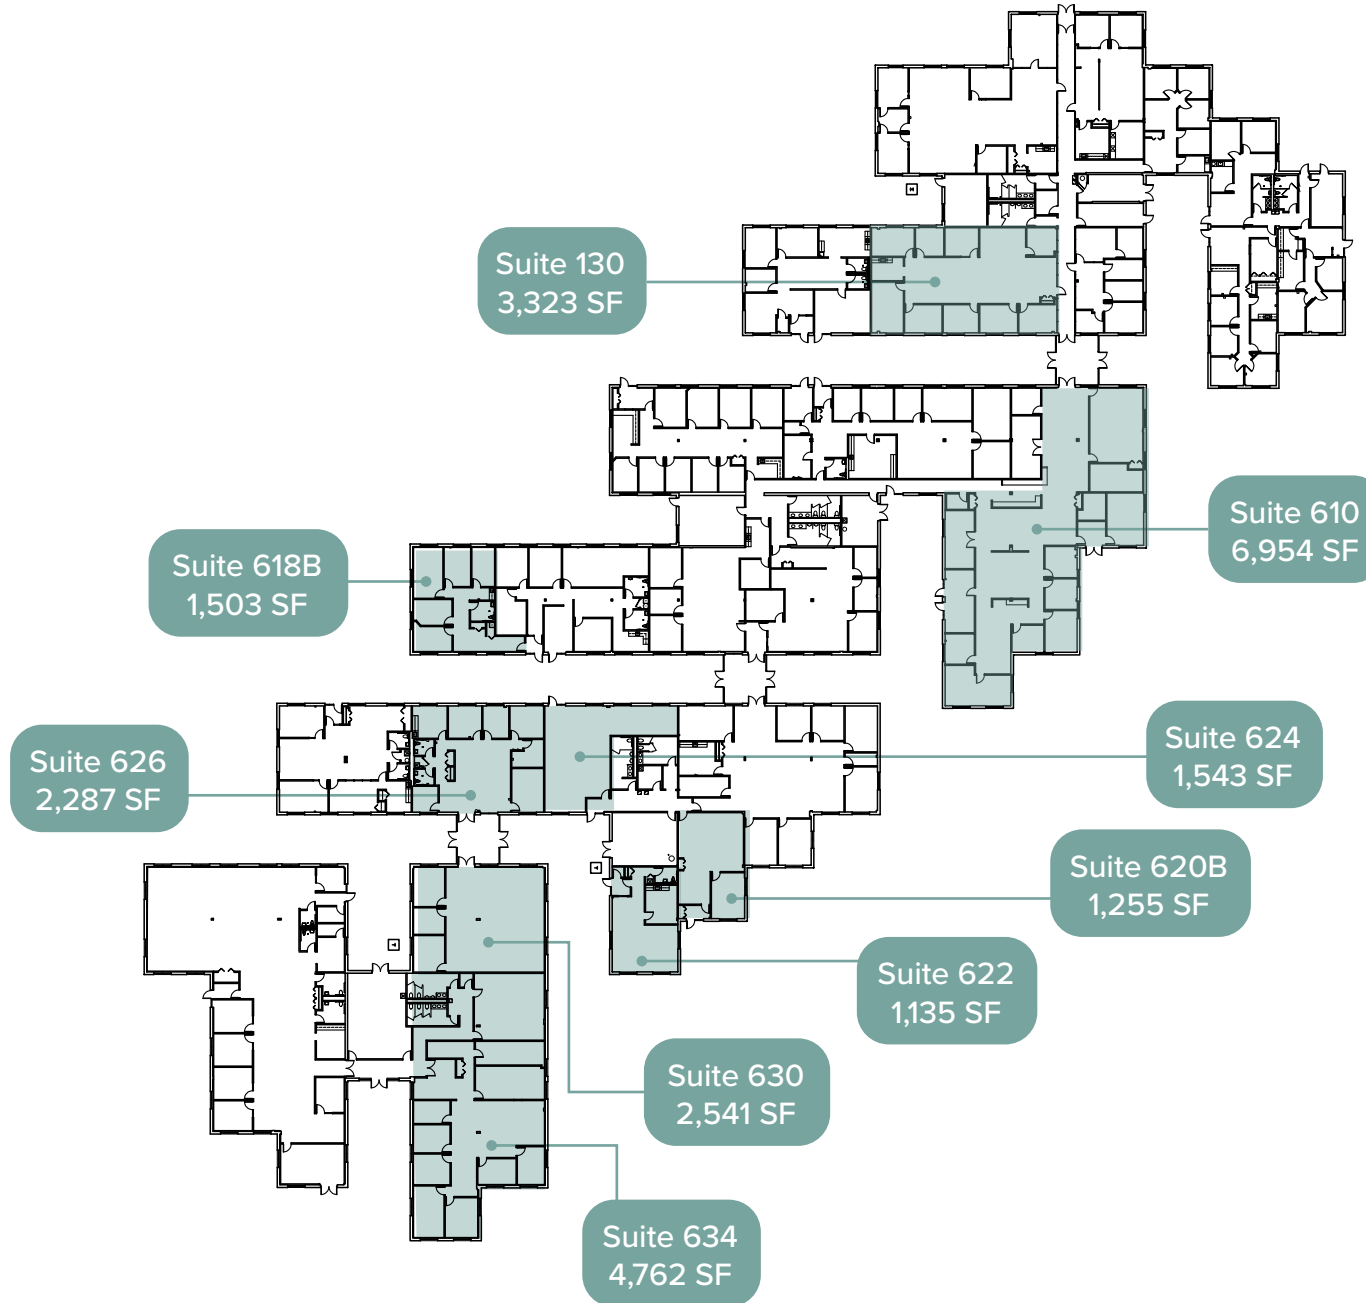 Suite 130
3,323 SF
Suite 610
6,954 SF
Suite 618B
1,503 SF
Suite 624
1,543 SF
Suite 626
2,287 SF
Suite 620B
1,255 SF
Suite 622
1,135 SF
Suite 630
2,541 SF
Suite 634
4,762 SF